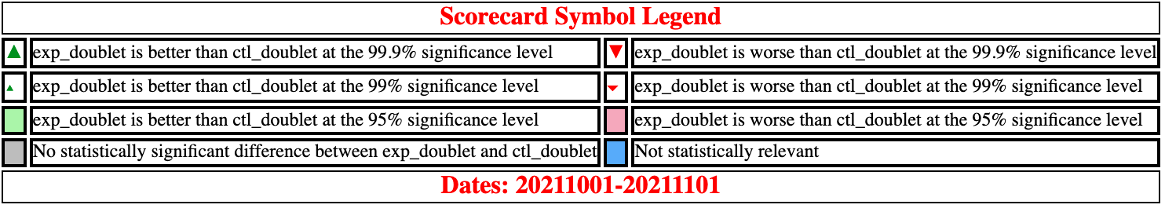 Scorecard Symbol Legend
exp_doublet is better than ctl_doublet at the 99.9% significance level
exp_doublet is worse than ctl_doublet at the 99.9% significance level
exp_doublet is better than ctl_doublet at the 99% significance level
exp_doublet is worse than ctl_doublet at the 99% significance level
exp_doublet is better than ctl_doublet at the 95% significance level
exp_doublet is worse than ctl_doublet at the 95% significance level
No statistically significant difference between exp_doublet and ctl_doublet
Not statistically relevant
Dates: 20211001-20211101